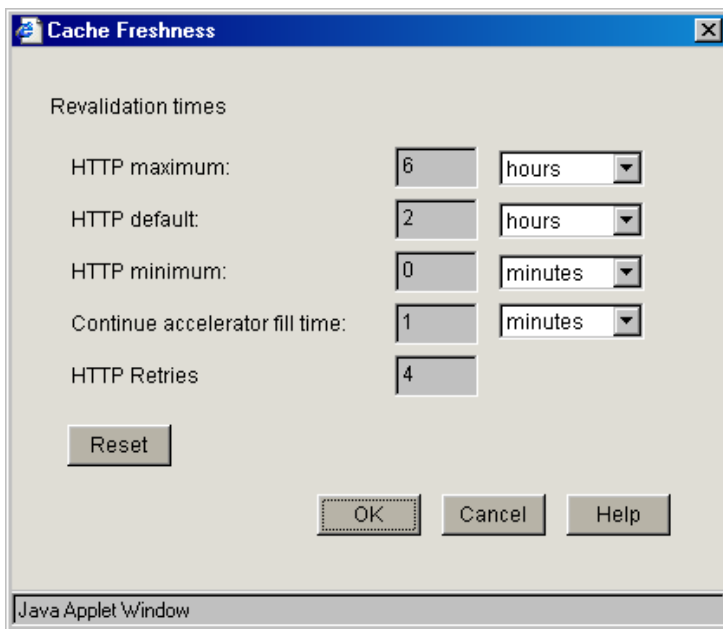 Cache Freshness
Revalidation times
HTTP maximum: 6 hours
HTTP default: 2 hours
HTTP minimum: 0 minutes
Continue accelerator fill time: 1 minutes
HTTP Retries 4
Reset
OK Cancel Help
Java Applet Window